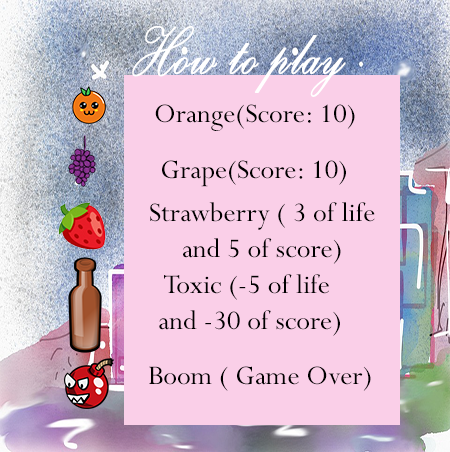 How to play :
Orange(Score: 10)
Grape(Score: 10)
Strawberry ( 3 of life
and 5 of score)
Toxic (-5 of life
and -30 of score)
Boom ( Game Over)